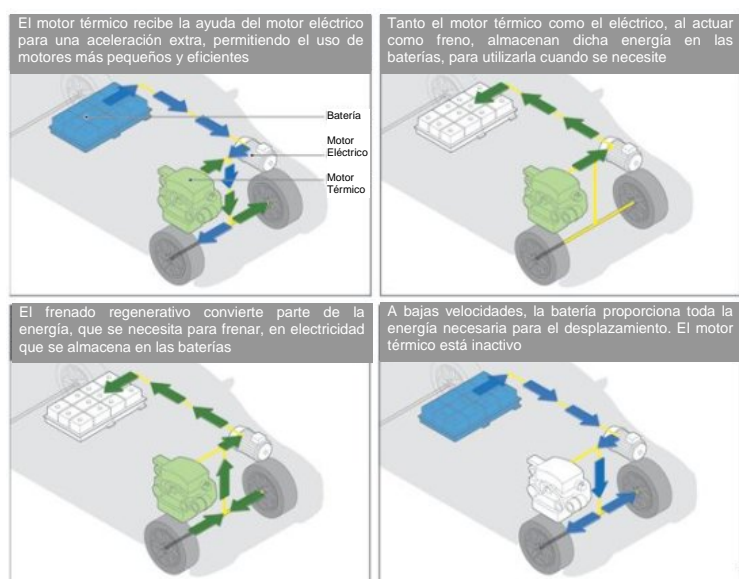 El motor térmico recibe la ayuda del motor eléctrico
para una aceleración extra, permitiendo el uso de
motores más pequeños y eficientes
Batería
Motor
Eléctrico
Motor
Térmico
Tanto el motor térmico como el eléctrico, al actuar
como freno, almacenan dicha energía en las
baterías, para utilizarla cuando se necesite
El frenado regenerativo convierte parte de la
energía, que se necesita para frenar, en electricidad
que se almacena en las baterías
A bajas velocidades, la batería proporciona toda la
energía necesaria para el desplazamiento. El motor
térmico está inactivo